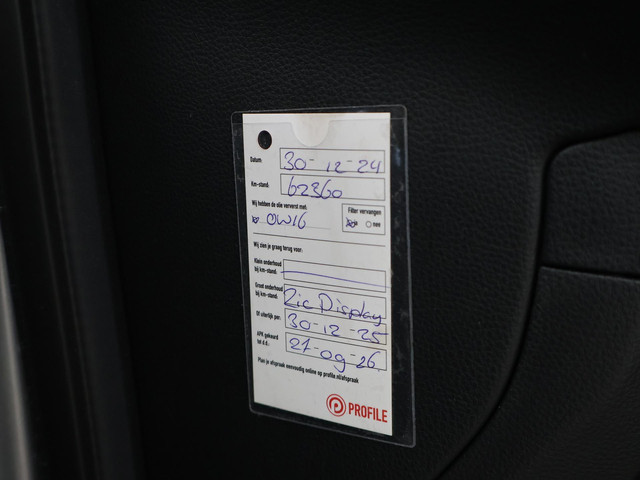 Datum: 30-12-24
Km-stand: 62360
Wij hebben de olie ververst met: Filter vervangen
OW16 ja nee
Wij zien je graag terug voor:
Klein onderhoud
bij km-stand:
Groot onderhoud
bij km-stand: Zie Display
Of uiterlijk per: 30-12-25
APK gekeurd
tot d.d.: 27-09-26
Plan je afspraak eenvoudig online op profile.nl/afspraak
PROFILE